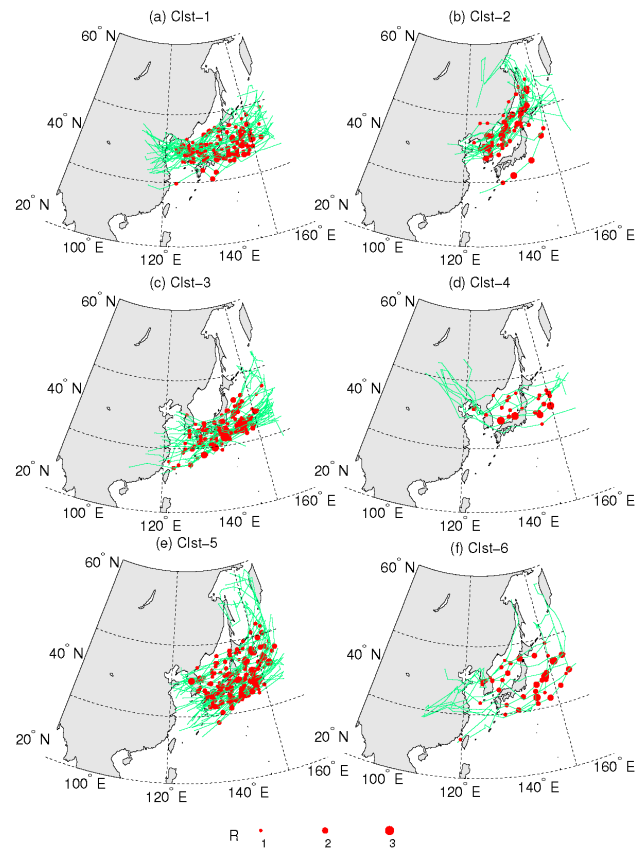 (a) Clst−1
60° N
40° N
20° N
100° E
120° E
140° E
160° E
(b) Clst−2
60° N
40° N
20° N
100° E
120° E
140° E
160° E
(c) Clst−3
60° N
40° N
20° N
100° E
120° E
140° E
160° E
(d) Clst−4
60° N
40° N
20° N
100° E
120° E
140° E
160° E
(e) Clst−5
60° N
40° N
20° N
100° E
120° E
140° E
160° E
(f) Clst−6
60° N
40° N
20° N
100° E
120° E
140° E
160° E
R 1 2 3